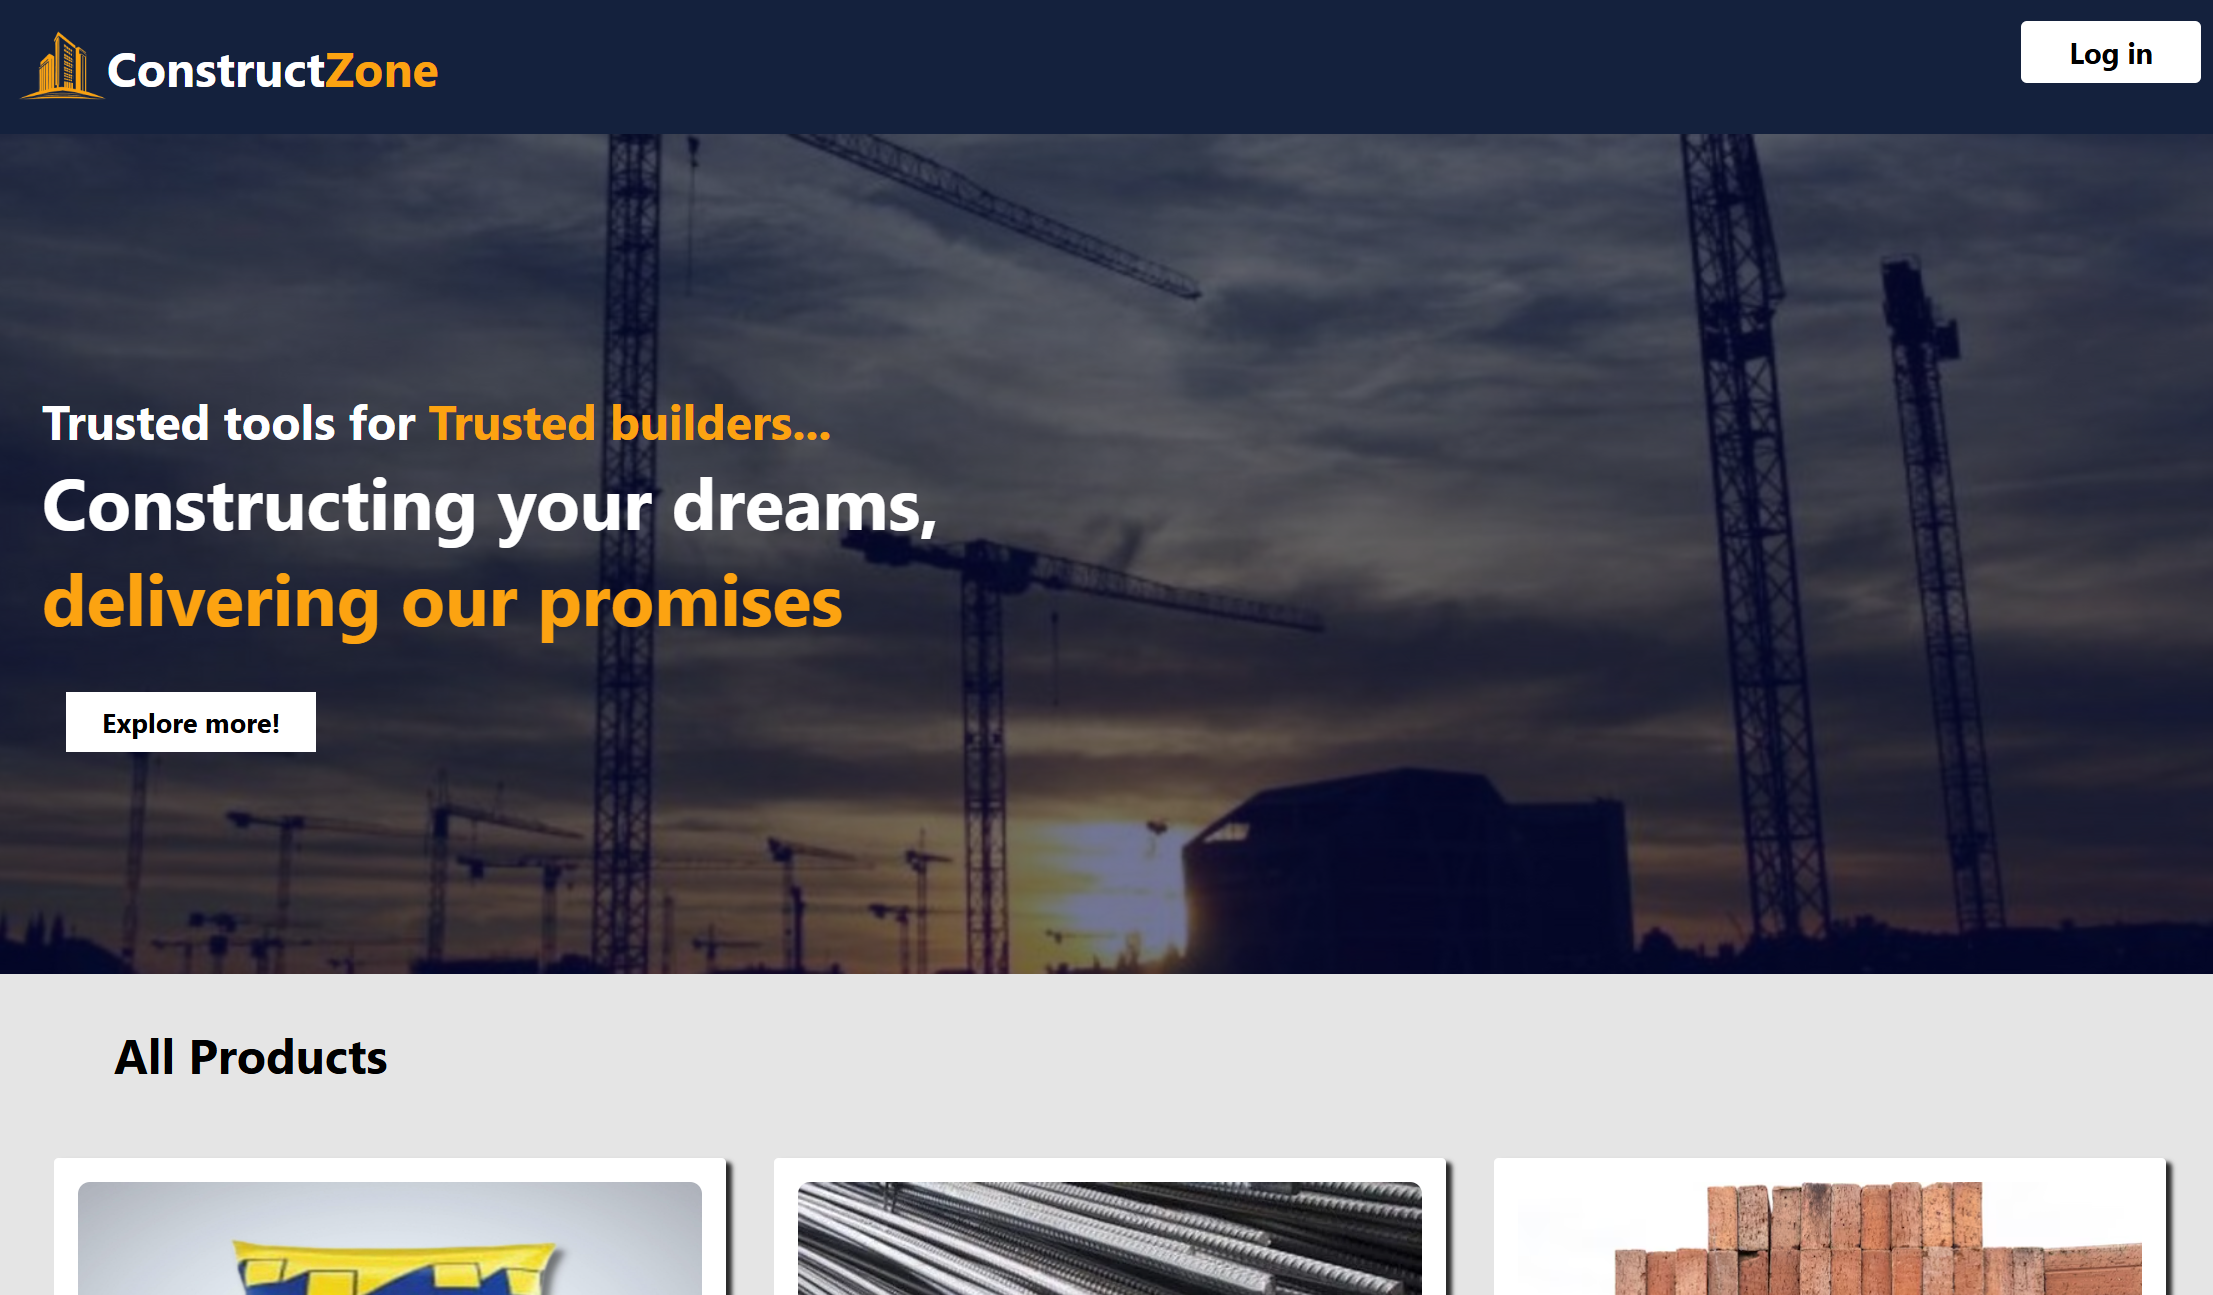 ConstructZone
Log in
Trusted tools for Trusted builders...
Constructing your dreams,
delivering our promises
Explore more!
All Products